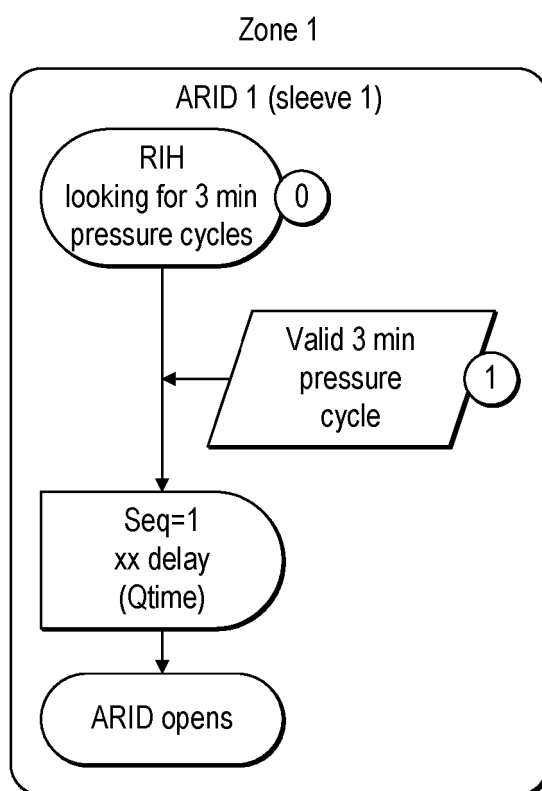 Zone 1
ARID 1 (sleeve 1)
RIH
looking for 3 min
pressure cycles
0
Valid 3 min
pressure
cycle
1
Seq=1
xx delay
(Qtime)
ARID opens